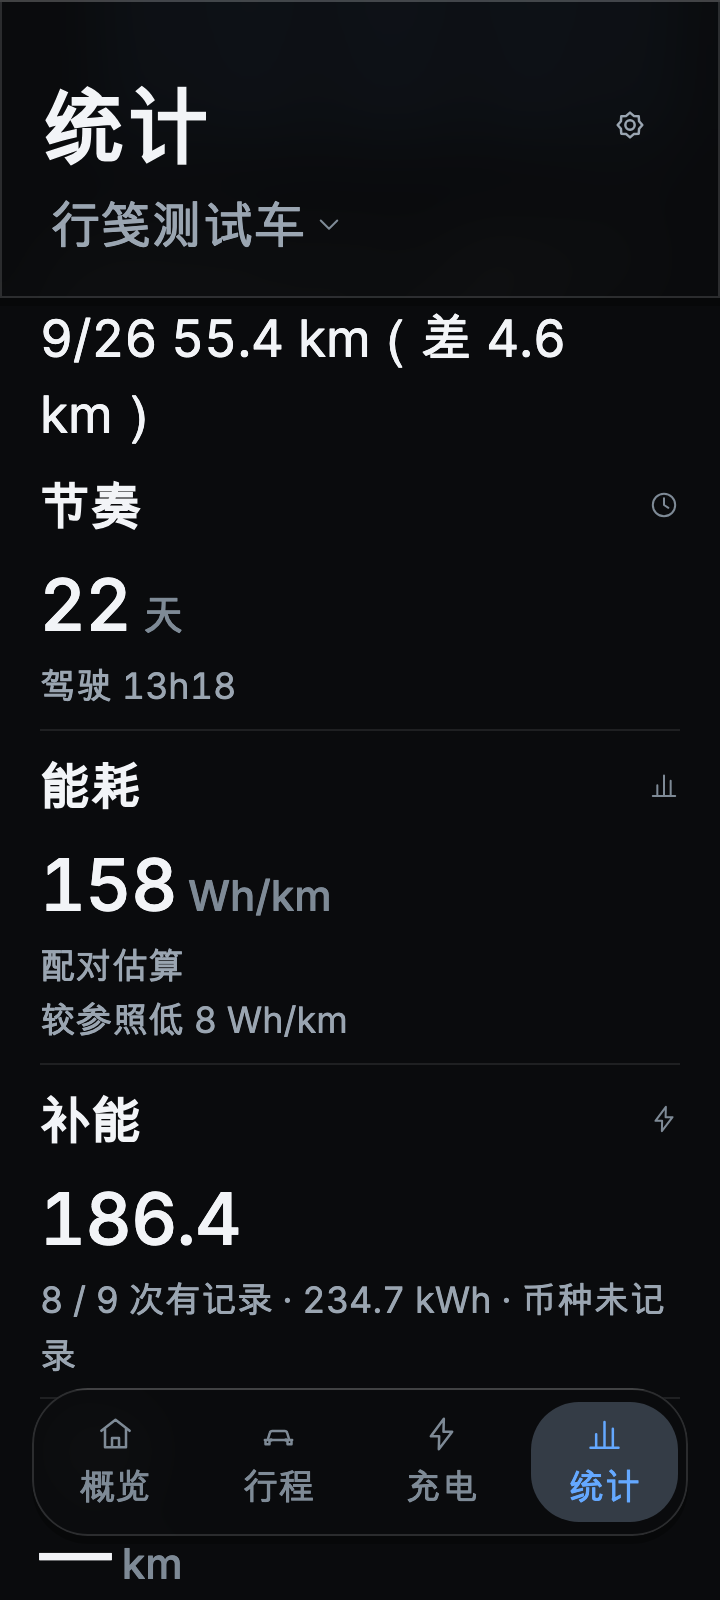 统计
行笺测试车
9/26 55.4 km ( 差 4.6
km )
节奏
22 天
驾驶 13h18
能耗
158 Wh/km
配对估算
较参照低 8 Wh/km
补能
186.4
8 / 9 次有记录 · 234.7 kWh · 币种未记
录
概览 行程 充电 统计
— km